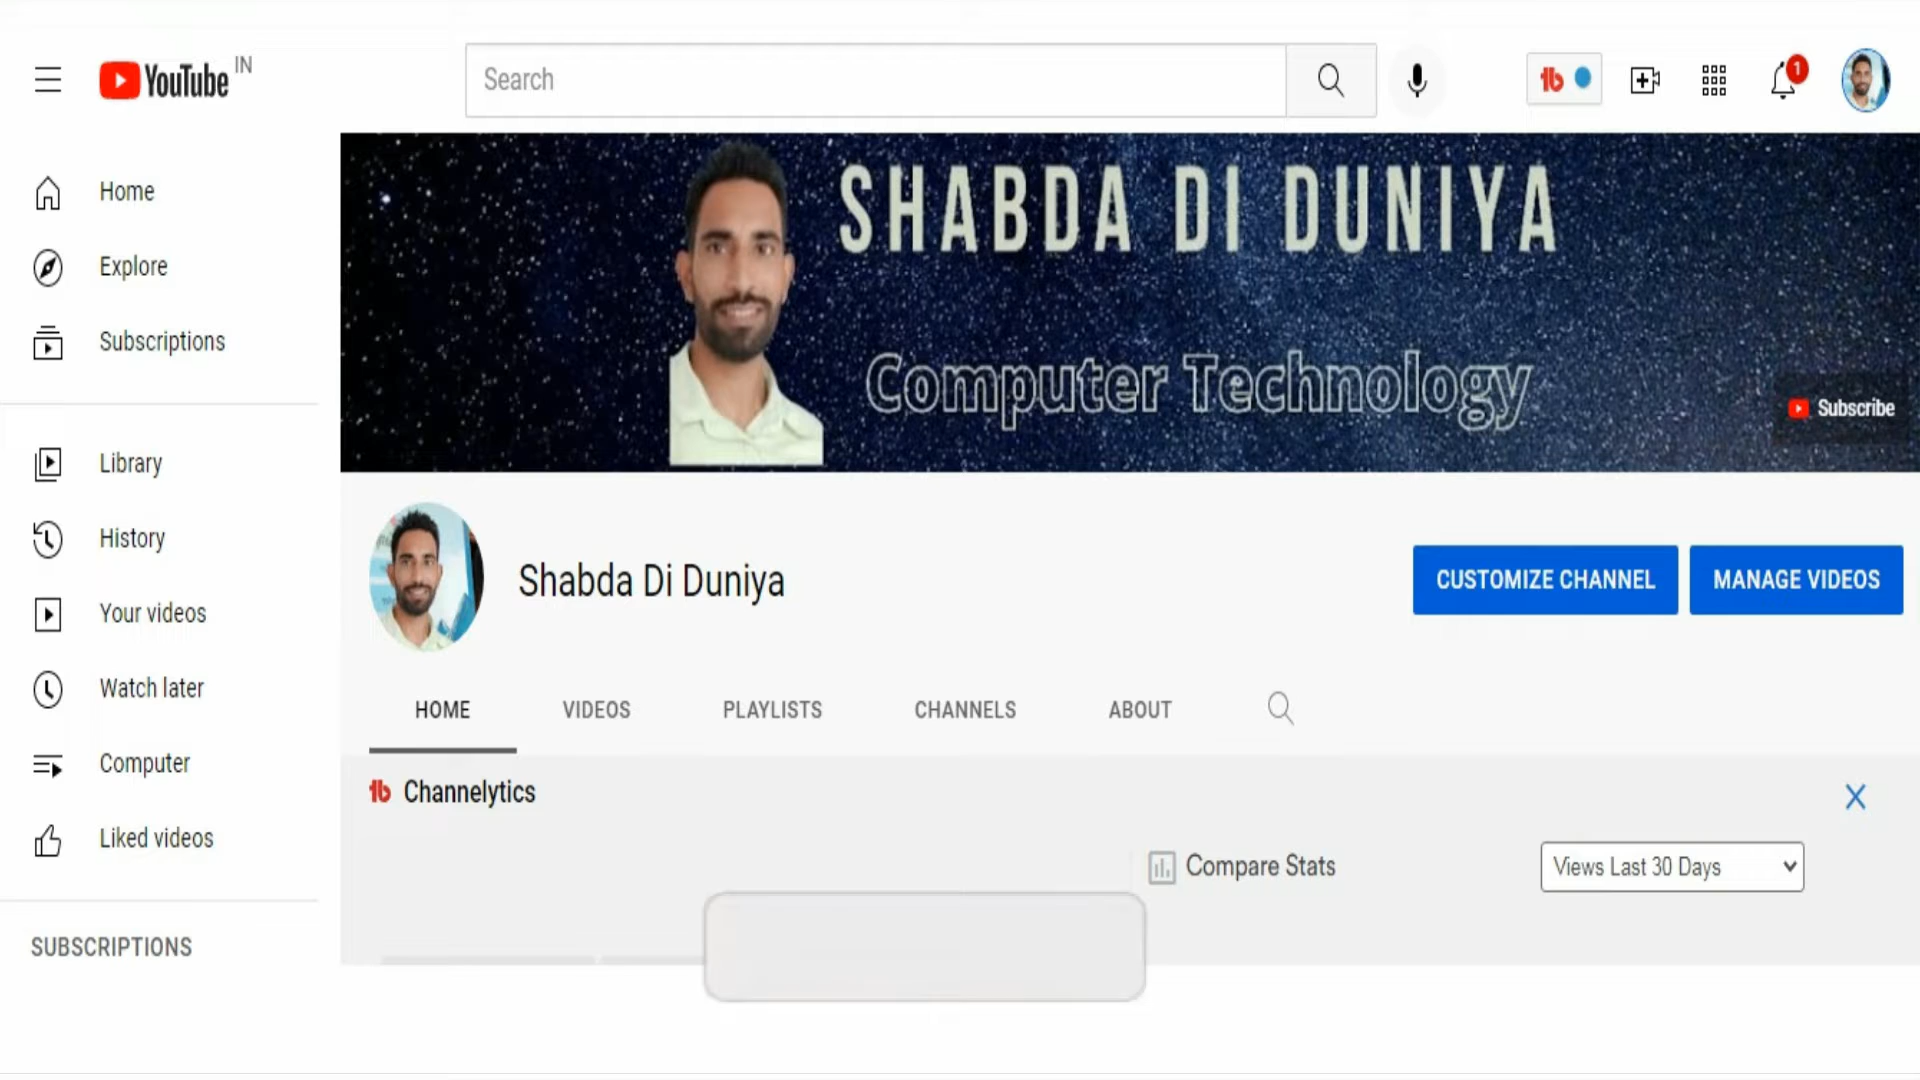 YouTube IN
Search
1
Home
Explore
Subscriptions
Library
History
Your videos
Watch later
Computer
Liked videos
SUBSCRIPTIONS
SHABDA DI DUNIYA
Computer Technology
Subscribe
Shabda Di Duniya
CUSTOMIZE CHANNEL
MANAGE VIDEOS
HOME VIDEOS PLAYLISTS CHANNELS ABOUT
tb Channelytics
Compare Stats
Views Last 30 Days